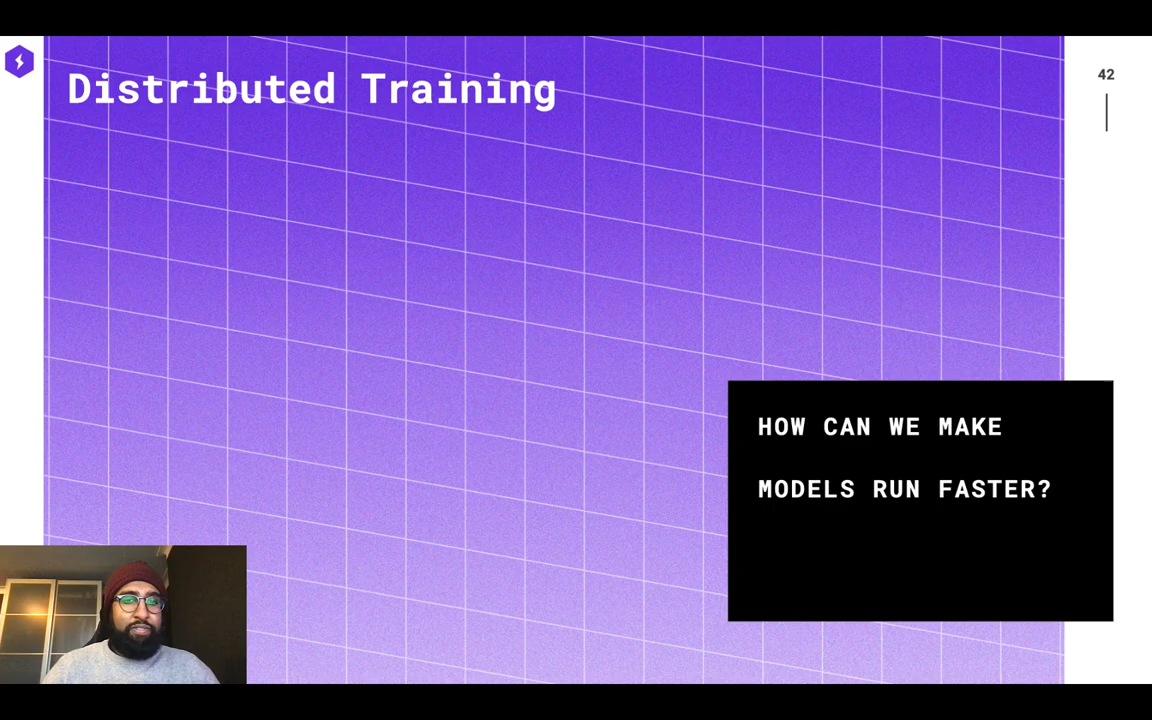 Distributed Training
42
HOW CAN WE MAKE
MODELS RUN FASTER?